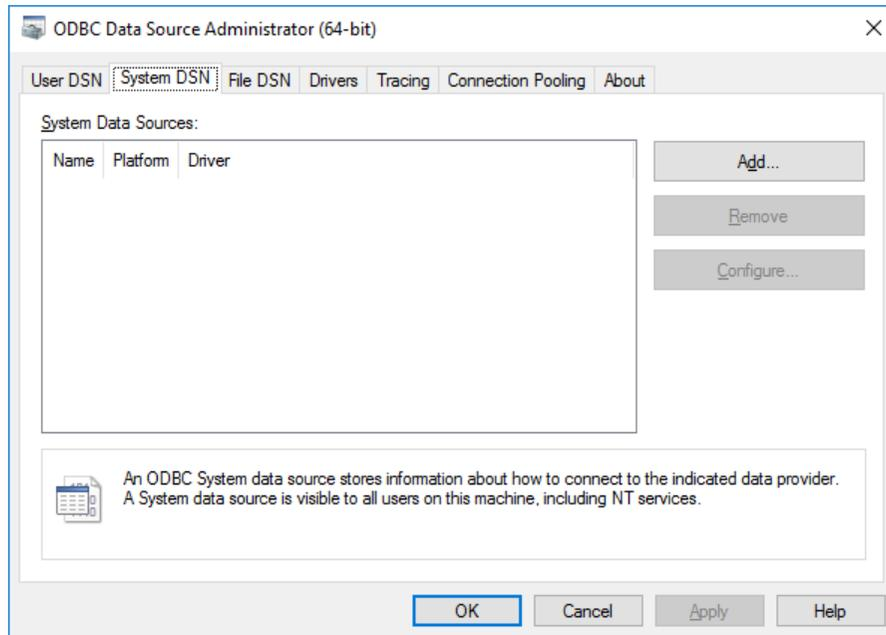 ODBC Data Source Administrator (64-bit)
User DSN System DSN File DSN Drivers Tracing Connection Pooling About
System Data Sources:
Name Platform Driver
Add...
Remove
Configure...
An ODBC System data source stores information about how to connect to the indicated data provider.
A System data source is visible to all users on this machine, including NT services.
OK Cancel Apply Help